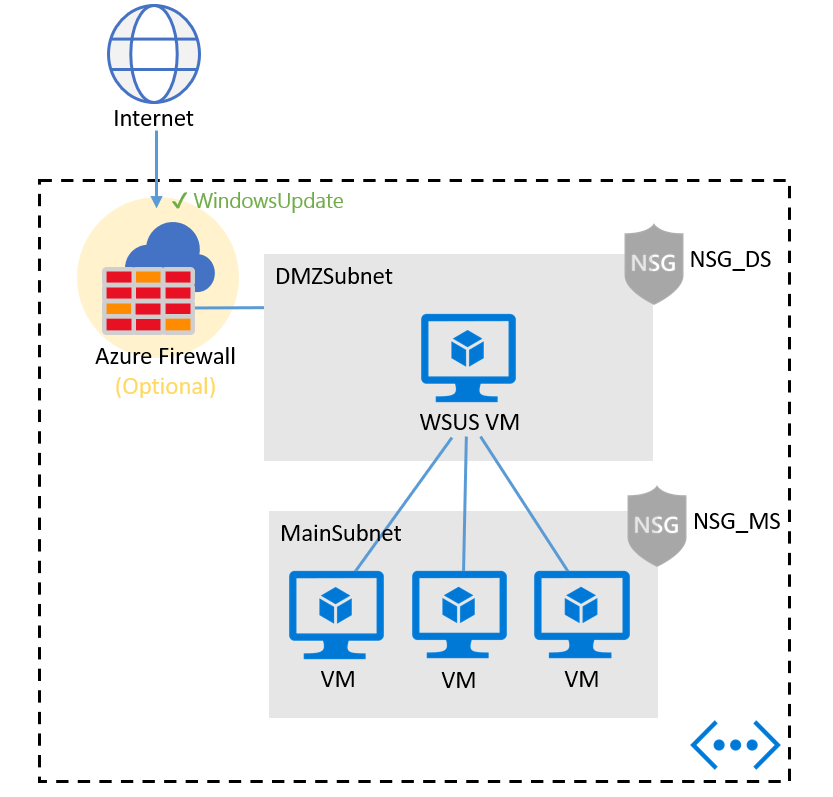 Internet
✓ WindowsUpdate
NSG
NSG_DS
DMZSubnet
Azure Firewall
(Optional)
WSUS VM
NSG
NSG_MS
MainSubnet
VM
VM
VM